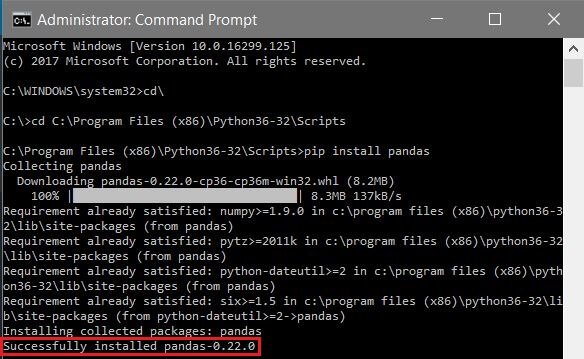 Administrator: Command Prompt
Microsoft Windows [Version 10.0.16299.125]
(c) 2017 Microsoft Corporation. All rights reserved.
C:\WINDOWS\system32>cd\
C:\>cd C:\Program Files (x86)\Python36-32\Scripts
C:\Program Files (x86)\Python36-32\Scripts>pip install pandas
Collecting pandas
  Downloading pandas-0.22.0-cp36-cp36m-win32.whl (8.2MB)
    100% |████████████████████████████████| 8.3MB 137kB/s
Requirement already satisfied: numpy>=1.9.0 in c:\program files (x86)\python36-3
2\lib\site-packages (from pandas)
Requirement already satisfied: pytz>=2011k in c:\program files (x86)\python36-32
\lib\site-packages (from pandas)
Requirement already satisfied: python-dateutil>=2 in c:\program files (x86)\pyth
on36-32\lib\site-packages (from pandas)
Requirement already satisfied: six>=1.5 in c:\program files (x86)\python36-32\li
b\site-packages (from python-dateutil>=2->pandas)
Installing collected packages: pandas
Successfully installed pandas-0.22.0